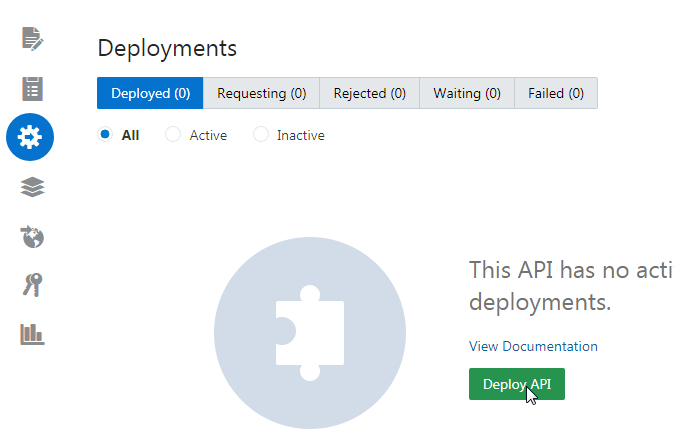 Deployments
Deployed (0) Requesting (0) Rejected (0) Waiting (0) Failed (0)
All Active Inactive
This API has no acti
deployments.
View Documentation
Deploy API